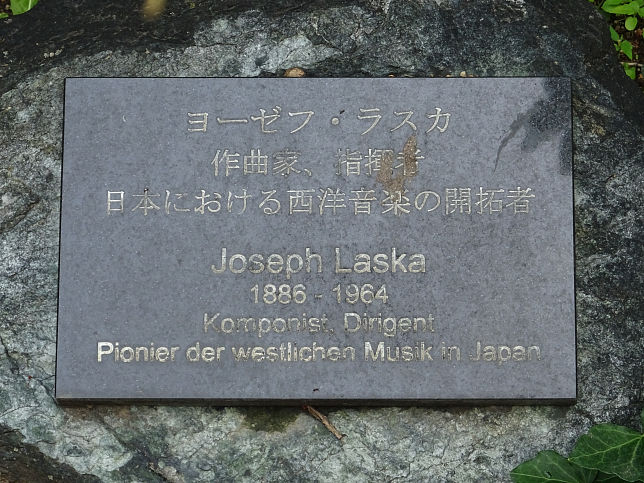 ヨーゼフ・ラスカ
作曲家、指揮者
日本における西洋音楽の開拓者
Joseph Laska
1886 - 1964
Komponist, Dirigent
Pionier der westlichen Musik in Japan